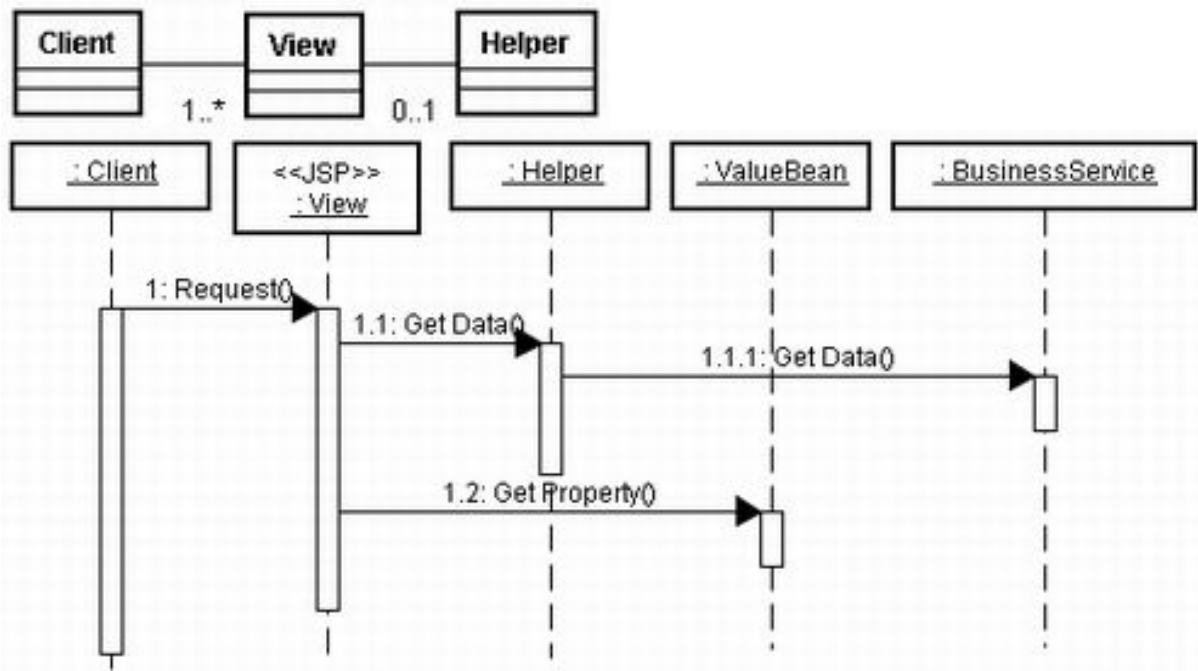 Client
View
Helper
1..*
0..1
: Client
<<JSP>>
: View
: Helper
: ValueBean
: BusinessService
1: Request()
1.1: Get Data()
1.1.1: Get Data()
1.2: Get Property()